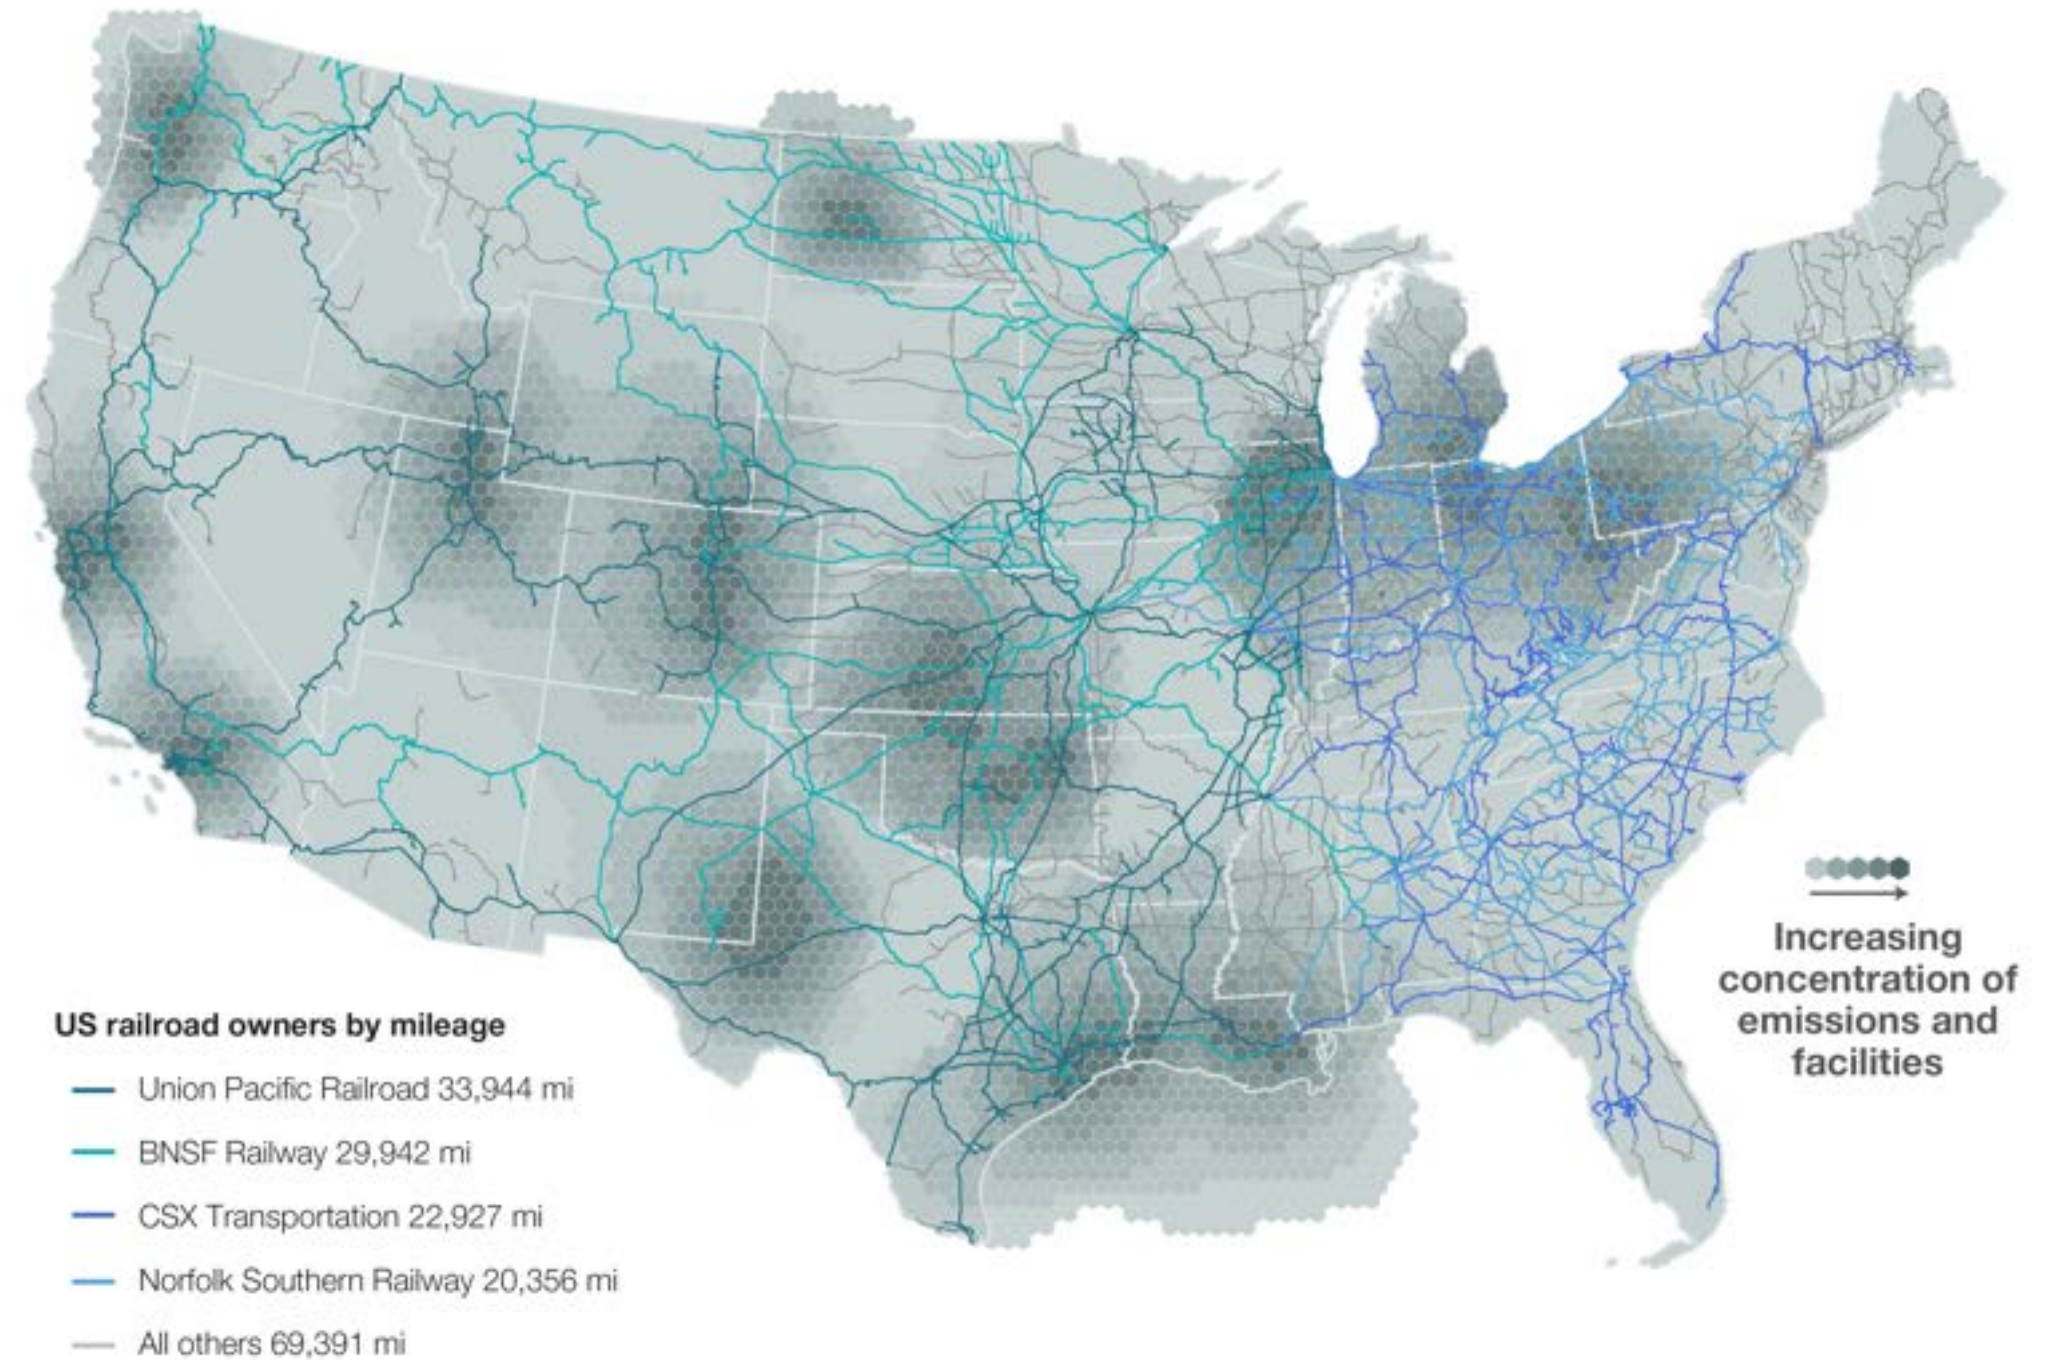 Increasing
concentration of
emissions and
facilities
US railroad owners by mileage
Union Pacific Railroad 33,944 mi
BNSF Railway 29,942 mi
CSX Transportation 22,927 mi
Norfolk Southern Railway 20,356 mi
All others 69,391 mi